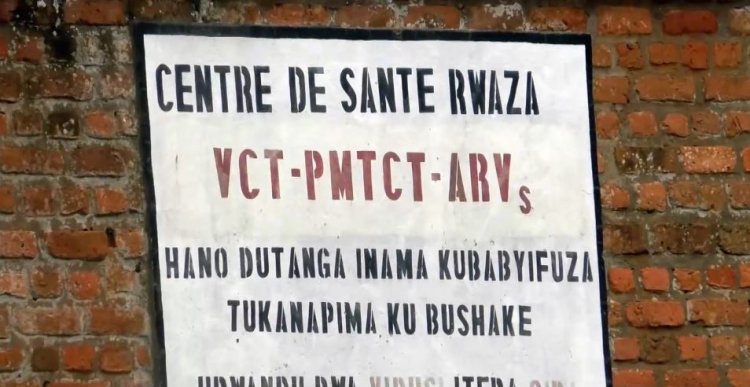 CENTRE DE SANTE RWAZA
VCT-PMTCT-ARVs
HANO DUTANGA INAMA KUBABYIFUZA
TUKANAPIMA KU BUSHAKE